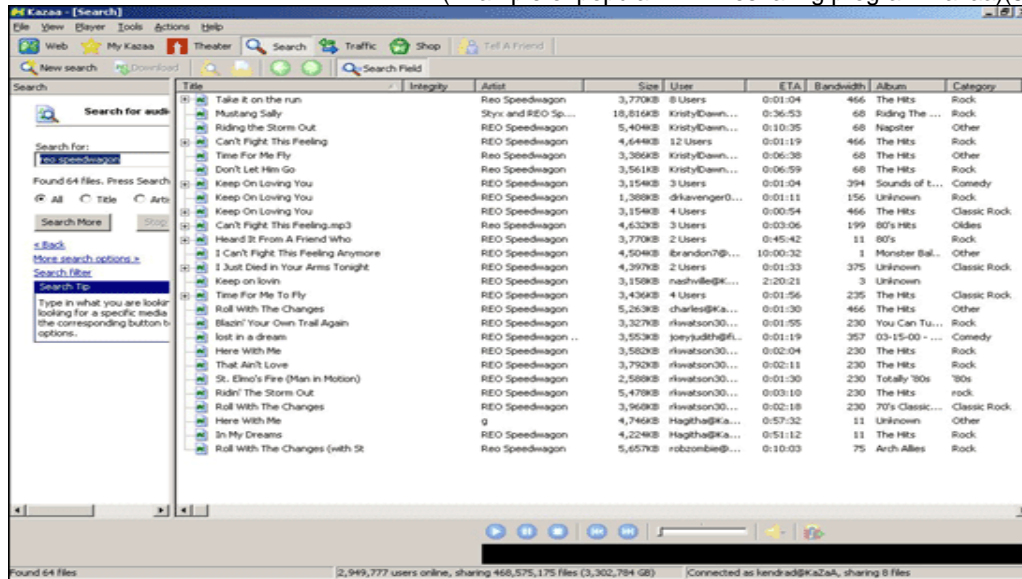 Kazaa - [Search]
File View Player Tools Actions Help
Web My Kazaa Theater Search Traffic Shop Tell A Friend
New search Download Search Field
Search
Title Integrity Artist Size User ETA Bandwidth Album Category
Search for audi
Search for:
reo speedwagon
Found 64 files. Press Search
All Title Arti
Search More Stop
< Back
More search options >
Search filter
Search Tip
Type in what you are lookir
looking for a specific media
the corresponding button t
options.
Take it on the run Reo Speedwagon 3,770KB 8 Users 0:01:04 466 The Hits Rock
Mustang Sally Styx and REO Sp... 18,816KB KristylDawn... 0:36:53 68 Riding The ... Rock
Riding the Storm Out REO Speedwagon 5,404KB KristylDawn... 0:10:35 68 Napster Other
Can't Fight This Feeling REO Speedwagon 4,644KB 12 Users 0:01:19 466 The Hits Rock
Time For Me Fly REO Speedwagon 3,386KB KristylDawn... 0:06:38 68 The Hits Other
Don't Let Him Go REO Speedwagon 3,561KB KristylDawn... 0:06:59 68 The Hits Rock
Keep On Loving You REO Speedwagon 3,154KB 3 Users 0:01:04 394 Sounds of t... Comedy
Keep On Loving You REO Speedwagon 1,388KB drkavenger0... 0:01:11 156 Unknown Rock
Keep On Loving You REO Speedwagon 3,154KB 4 Users 0:00:54 466 The Hits Classic Rock
Can't Fight This Feeling.mp3 Reo Speedwagon 4,632KB 3 Users 0:03:06 199 80's Hits Oldies
Heard It From A Friend Who REO Speedwagon 3,770KB 2 Users 0:45:42 11 80's Rock
I Can't Fight This Feeling Anymore REO Speedwagon 4,504KB ibrandon7@... 10:00:32 1 Monster Bal... Other
I Just Died in Your Arms Tonight REO Speedwagon 4,397KB 2 Users 0:01:33 375 Unknown Classic Rock
Keep on lovin REO Speedwagon 3,158KB nashville@K... 2:20:21 3 Unknown
Time For Me To Fly REO Speedwagon 3,436KB 4 Users 0:01:56 235 The Hits Classic Rock
Roll With The Changes REO Speedwagon 5,263KB charles@Ka... 0:01:30 466 The Hits Other
Blazin' Your Own Trail Again REO Speedwagon 3,327KB rkwatson30... 0:01:55 230 You Can Tu... Rock
lost in a dream REO Speedwagon .. 3,553KB joeyjudith@fi... 0:01:19 357 03-15-00 - ... Comedy
Here With Me REO Speedwagon 3,582KB rkwatson30... 0:02:04 230 The Hits Rock
That Ain't Love REO Speedwagon 3,792KB rkwatson30... 0:02:11 230 The Hits Rock
St. Elmo's Fire (Man in Motion) REO Speedwagon 2,588KB rkwatson30... 0:01:30 230 Totally '80s '80s
Ridin' The Storm Out REO Speedwagon 5,478KB rkwatson30... 0:03:10 230 The Hits rock
Roll With The Changes REO Speedwagon 3,968KB rkwatson30... 0:02:18 230 70's Classic... Classic Rock
Here With Me g 4,746KB Hagitha@Ka... 0:57:32 11 Unknown Other
In My Dreams REO Speedwagon 4,224KB Hagitha@Ka... 0:51:12 11 The Hits Rock
Roll With The Changes (with St Reo Speedwagon 5,657KB robzombie@... 0:10:03 75 Arch Allies Rock
Found 64 files 2,949,777 users online, sharing 468,575,175 files (3,302,784 GB) Connected as kendrad@KaZaA, sharing 8 files